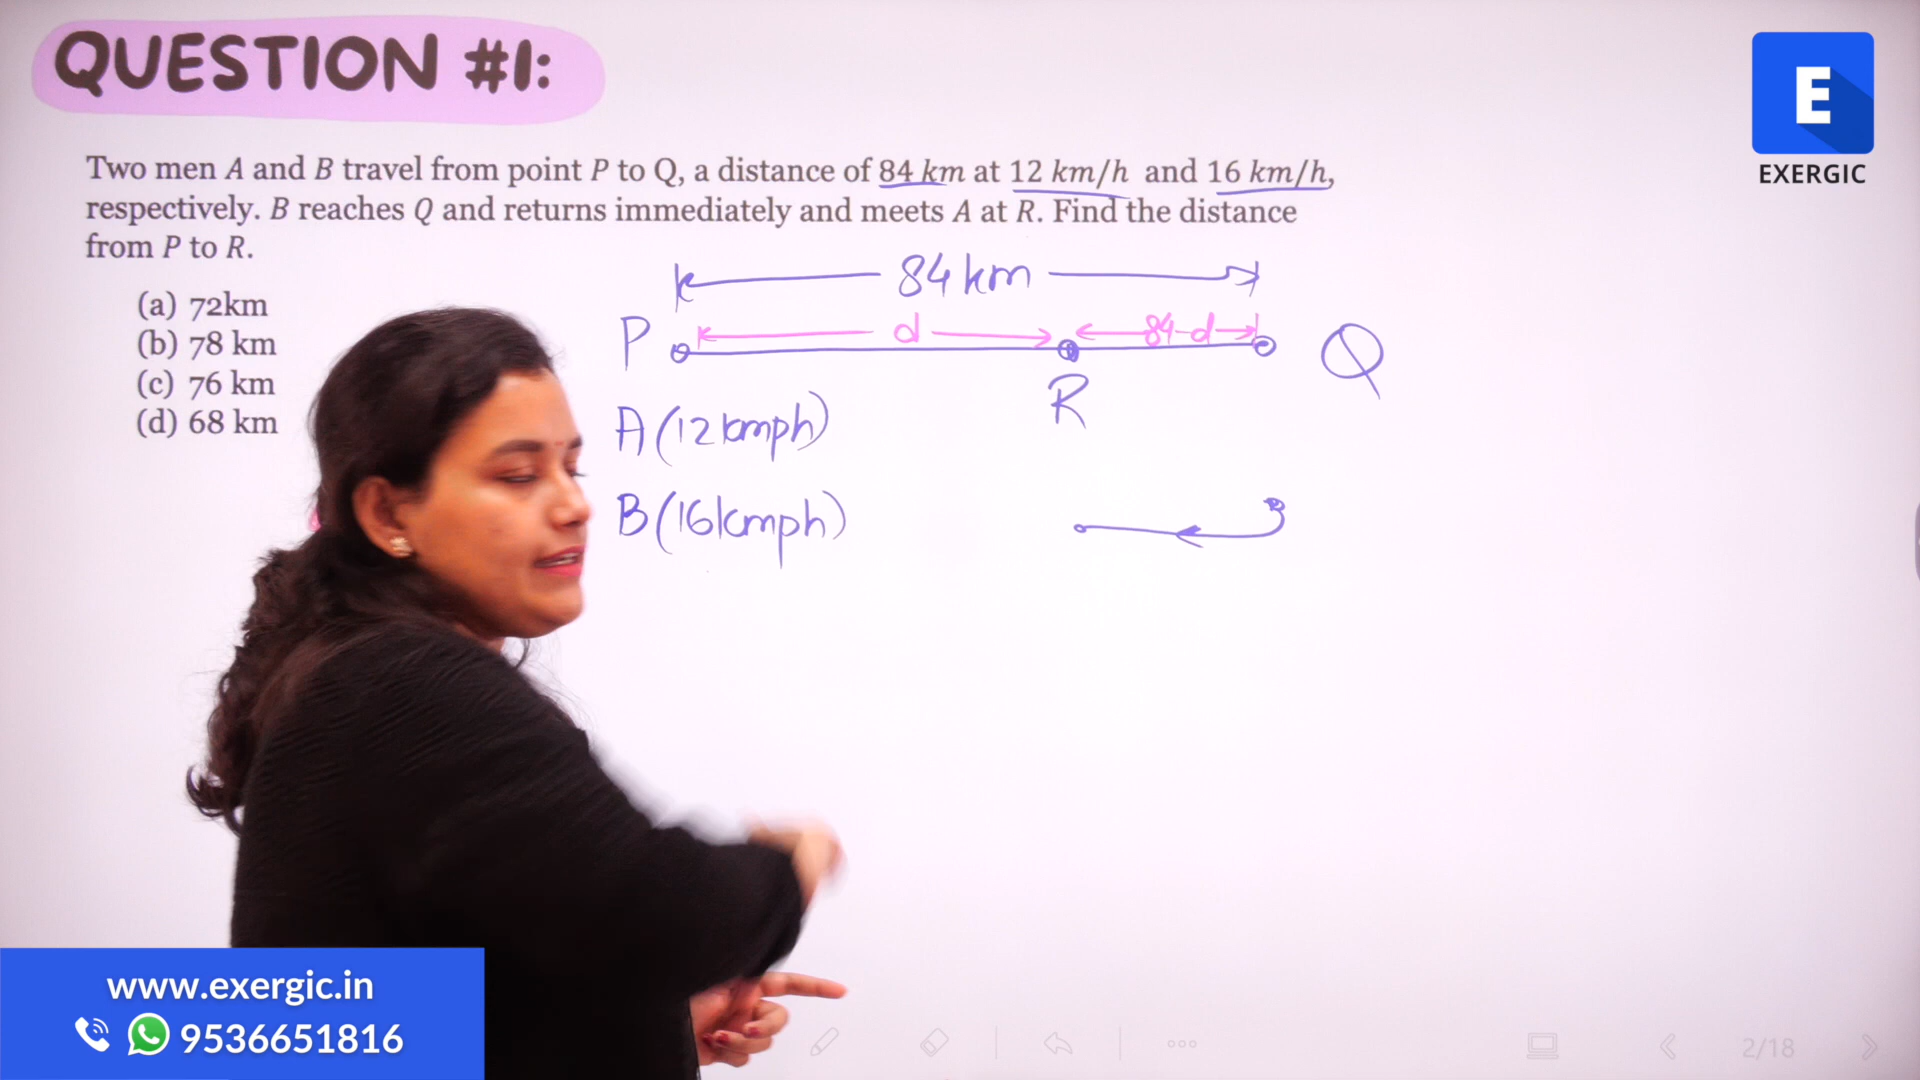 QUESTION #1:
E
EXERGIC
Two men A and B travel from point P to Q, a distance of 84 km at 12 km/h and 16 km/h,
respectively. B reaches Q and returns immediately and meets A at R. Find the distance
from P to R.
(a) 72km
(b) 78 km
(c) 76 km
(d) 68 km
84 km
P d 84-d Q
R
A (12 kmph)
B (16 kmph)
www.exergic.in
9536651816
2/18